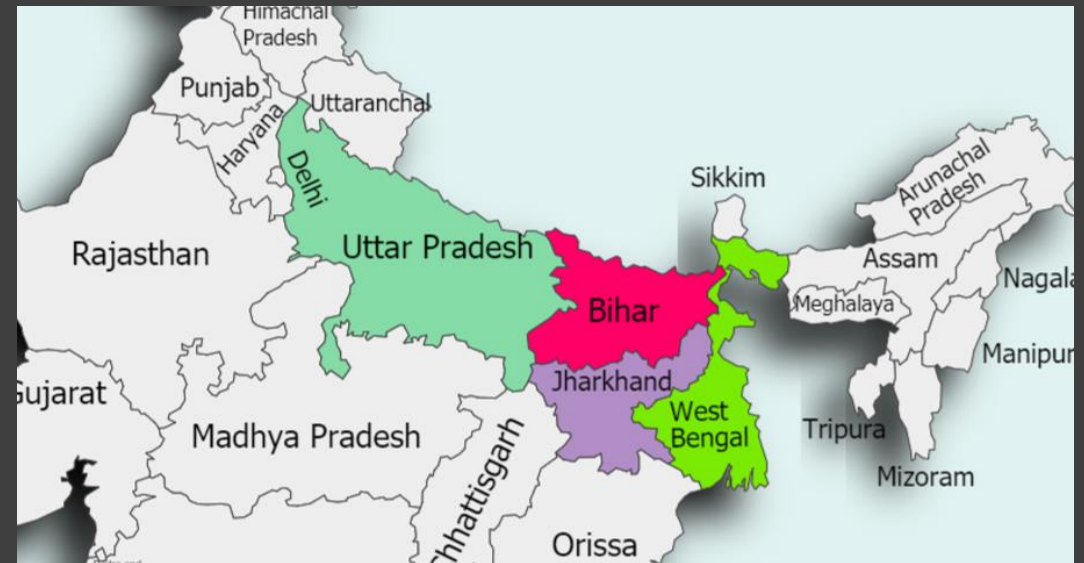 Himachal
Pradesh
Punjab
Uttaranchal
Haryana
Delhi
Sikkim
Arunachal
Pradesh
Rajasthan
Uttar Pradesh
Assam
Nagala
Bihar
Meghalaya
Manipur
Jharkhand
Gujarat
West
Bengal
Madhya Pradesh
Tripura
Chhattisgarh
Mizoram
Orissa